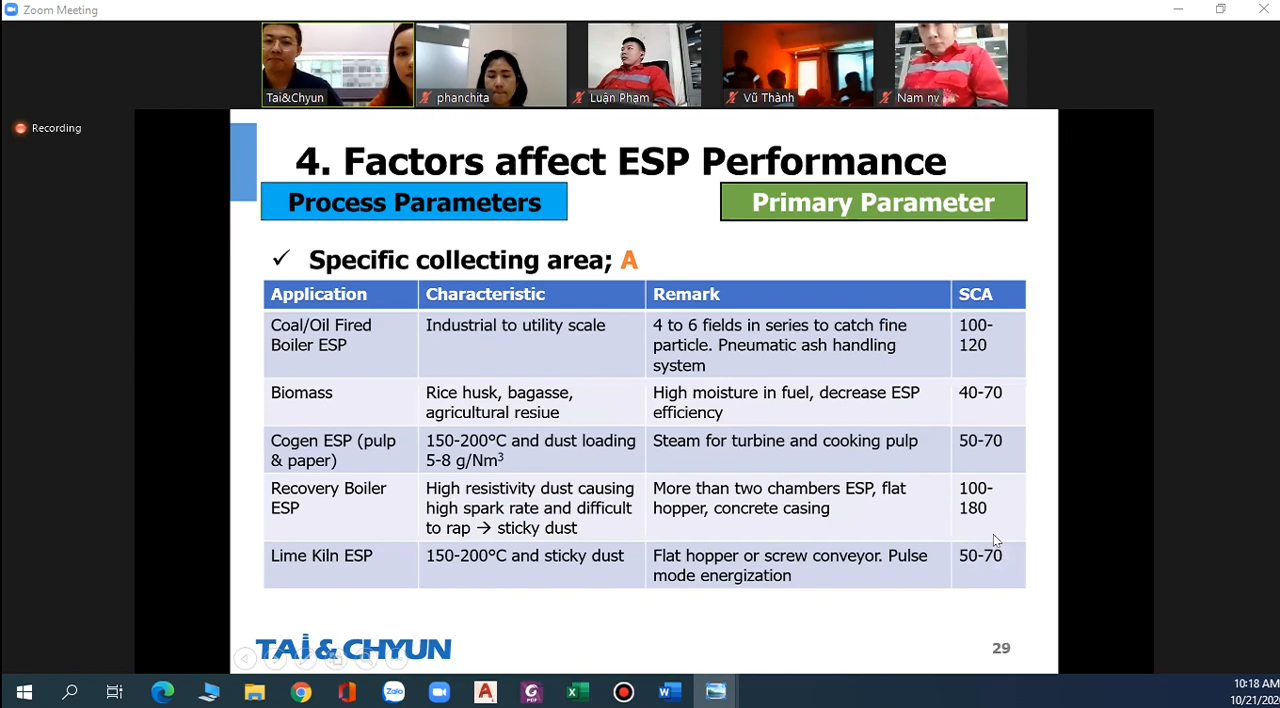 Zoom Meeting
Tai&Chyun
phanchita
Luận Phạm
Vũ Thành
Nam nv
Recording
4. Factors affect ESP Performance
Process Parameters
Primary Parameter
✓ Specific collecting area; A
Application Characteristic Remark SCA
Coal/Oil Fired
Boiler ESP
Industrial to utility scale
4 to 6 fields in series to catch fine
particle. Pneumatic ash handling
system
100-
120
Biomass
Rice husk, bagasse,
agricultural resiue
High moisture in fuel, decrease ESP
efficiency
40-70
Cogen ESP (pulp
& paper)
150-200°C and dust loading
5-8 g/Nm³
Steam for turbine and cooking pulp
50-70
Recovery Boiler
ESP
High resistivity dust causing
high spark rate and difficult
to rap → sticky dust
More than two chambers ESP, flat
hopper, concrete casing
100-
180
Lime Kiln ESP
150-200°C and sticky dust
Flat hopper or screw conveyor. Pulse
mode energization
50-70
TAI & CHYUN
29
Zalo
10:18 AM
10/21/20